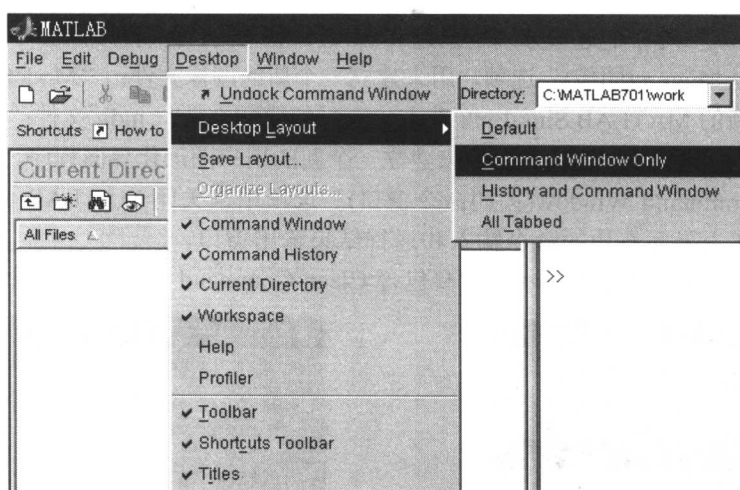 MATLAB
File Edit Debug Desktop Window Help
Undock Command Window
Directory: C:\MATLAB701\work
Shortcuts How to
Desktop Layout
Default
Save Layout...
Command Window Only
Current Direc
Organize Layouts...
History and Command Window
All Files
Command Window
All Tabbed
Command History
Current Directory
>>
Workspace
Help
Profiler
Toolbar
Shortcuts Toolbar
Titles